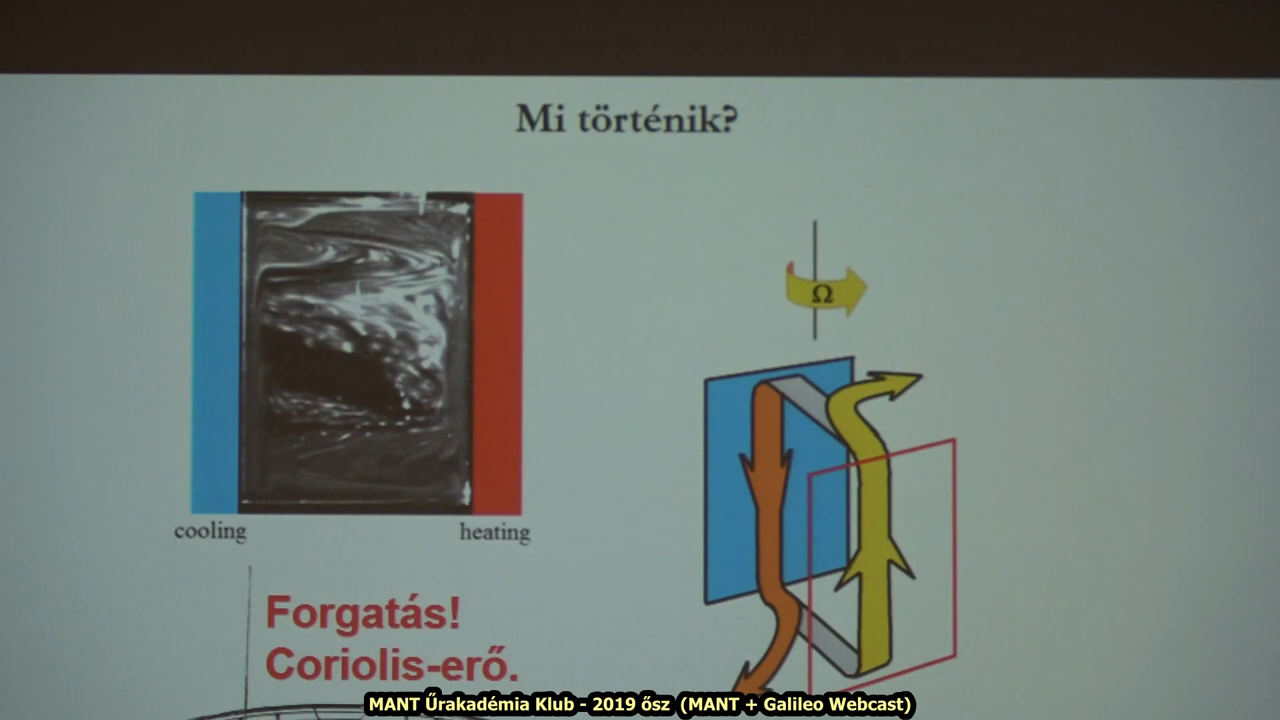 Mi történik?
Ω
cooling
heating
Forgatás!
Coriolis-erő.
MANT Űrakadémia Klub - 2019 ősz (MANT + Galileo Webcast)